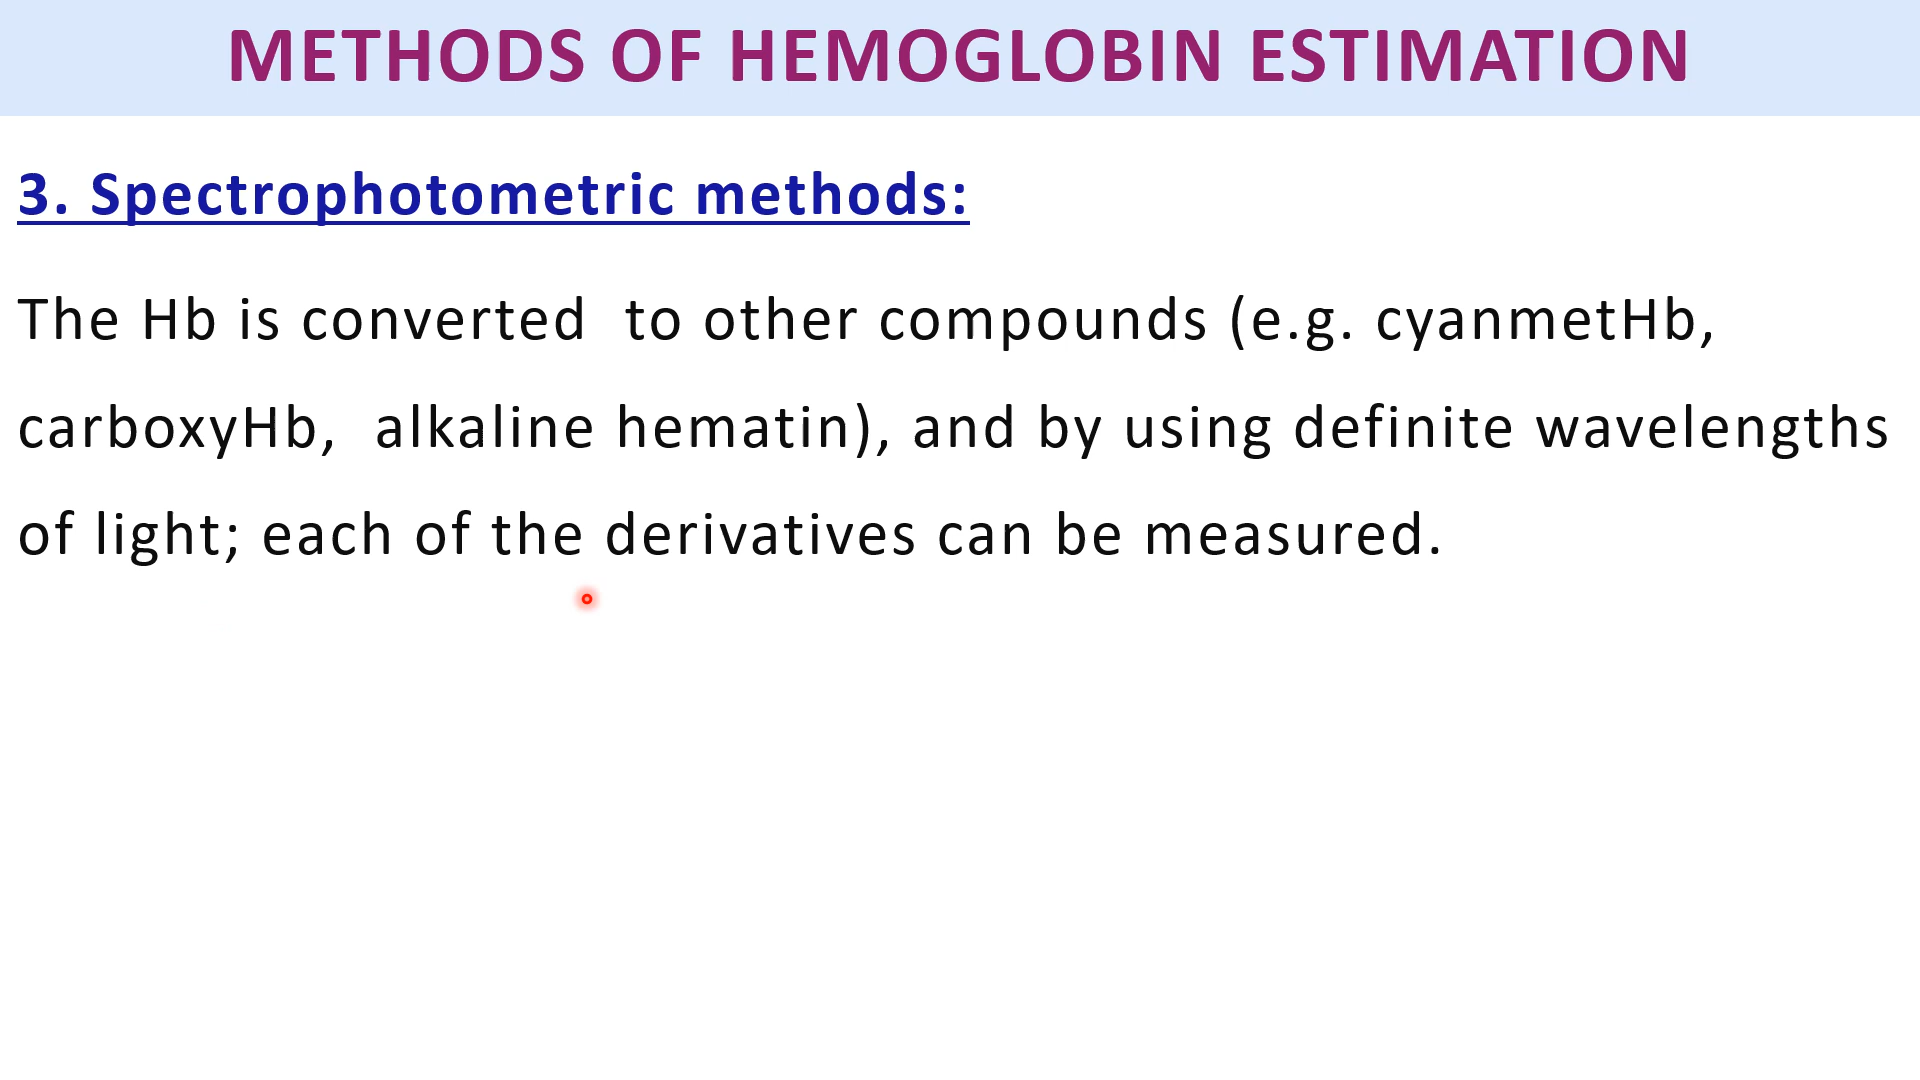 METHODS OF HEMOGLOBIN ESTIMATION
3. Spectrophotometric methods:
The Hb is converted  to other compounds (e.g. cyanmetHb,
carboxyHb,  alkaline hematin), and by using definite wavelengths
of light; each of the derivatives can be measured.